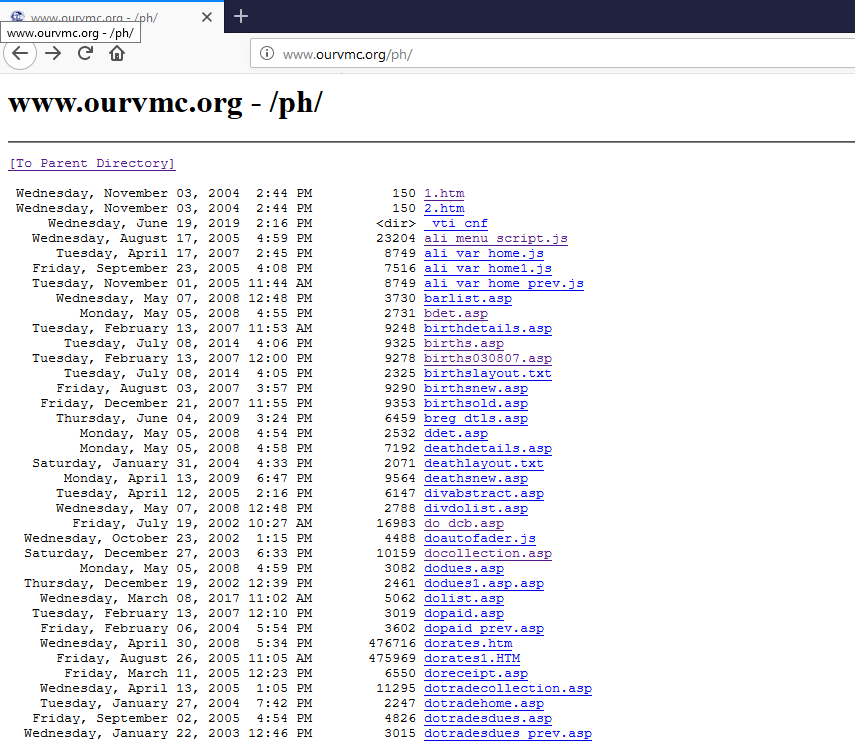 www.ourvmc.org - /ph/
www.ourvmc.org - /ph/
www.ourvmc.org/ph/
www.ourvmc.org - /ph/
[To Parent Directory]
Wednesday, November 03, 2004 2:44 PM 150 1.htm
Wednesday, November 03, 2004 2:44 PM 150 2.htm
Wednesday, June 19, 2019 2:16 PM <dir> _vti_cnf
Wednesday, August 17, 2005 4:59 PM 23204 ali_menu_script.js
Tuesday, April 17, 2007 2:45 PM 8749 ali_var_home.js
Friday, September 23, 2005 4:08 PM 7516 ali_var_home1.js
Tuesday, November 01, 2005 11:44 AM 8749 ali_var_home_prev.js
Wednesday, May 07, 2008 12:48 PM 3730 barlist.asp
Monday, May 05, 2008 4:55 PM 2731 bdet.asp
Tuesday, February 13, 2007 11:53 AM 9248 birthdetails.asp
Tuesday, July 08, 2014 4:06 PM 9325 births.asp
Tuesday, February 13, 2007 12:00 PM 9278 births030807.asp
Tuesday, July 08, 2014 4:05 PM 2325 birthslayout.txt
Friday, August 03, 2007 3:57 PM 9290 birthsnew.asp
Friday, December 21, 2007 11:55 PM 9353 birthsold.asp
Thursday, June 04, 2009 3:24 PM 6459 breg_dtls.asp
Monday, May 05, 2008 4:54 PM 2532 ddet.asp
Monday, May 05, 2008 4:58 PM 7192 deathdetails.asp
Saturday, January 31, 2004 4:33 PM 2071 deathlayout.txt
Monday, April 13, 2009 6:47 PM 9564 deathsnew.asp
Tuesday, April 12, 2005 2:16 PM 6147 divabstract.asp
Wednesday, May 07, 2008 12:48 PM 2788 divdolist.asp
Friday, July 19, 2002 10:27 AM 16983 do_dcb.asp
Wednesday, October 23, 2002 1:15 PM 4488 doautofader.js
Saturday, December 27, 2003 6:33 PM 10159 docollection.asp
Monday, May 05, 2008 4:59 PM 3082 dodues.asp
Thursday, December 19, 2002 12:39 PM 2461 dodues1.asp.asp
Wednesday, March 08, 2017 11:02 AM 5062 dolist.asp
Tuesday, February 13, 2007 12:10 PM 3019 dopaid.asp
Friday, February 06, 2004 5:54 PM 3602 dopaid_prev.asp
Wednesday, April 30, 2008 5:34 PM 476716 dorates.htm
Friday, August 26, 2005 11:05 AM 475969 dorates1.HTM
Friday, March 11, 2005 12:23 PM 6550 doreceipt.asp
Wednesday, April 13, 2005 1:05 PM 11295 dotradecollection.asp
Tuesday, January 27, 2004 7:42 PM 2247 dotradehome.asp
Friday, September 02, 2005 4:54 PM 4826 dotradesdues.asp
Wednesday, January 22, 2003 12:46 PM 3015 dotradesdues_prev.asp